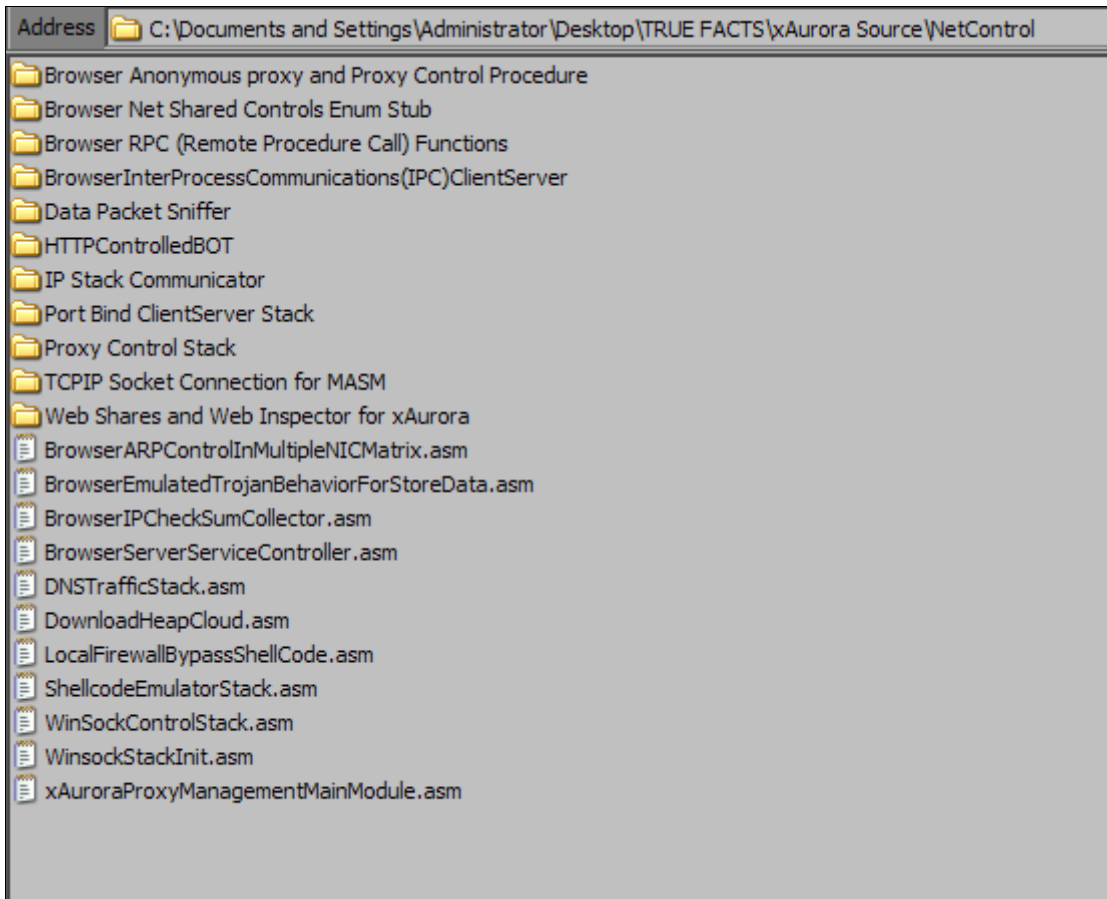 Address C:\Documents and Settings\Administrator\Desktop\TRUE FACTS\xAurora Source\NetControl
Browser Anonymous proxy and Proxy Control Procedure
Browser Net Shared Controls Enum Stub
Browser RPC (Remote Procedure Call) Functions
BrowserInterProcessCommunications(IPC)ClientServer
Data Packet Sniffer
HTTPControlledBOT
IP Stack Communicator
Port Bind ClientServer Stack
Proxy Control Stack
TCPIP Socket Connection for MASM
Web Shares and Web Inspector for xAurora
BrowserARPControlInMultipleNICMatrix.asm
BrowserEmulatedTrojanBehaviorForStoreData.asm
BrowserIPCheckSumCollector.asm
BrowserServerServiceController.asm
DNSTrafficStack.asm
DownloadHeapCloud.asm
LocalFirewallBypassShellCode.asm
ShellcodeEmulatorStack.asm
WinSockControlStack.asm
WinsockStackInit.asm
xAuroraProxyManagementMainModule.asm